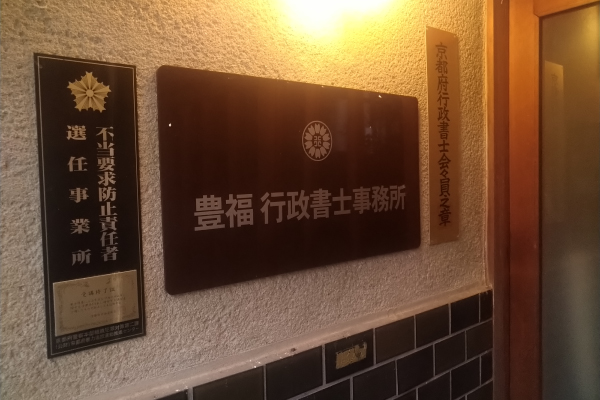 不当要求防止責任者
選任事業所
豊福 行政書士事務所
京都府行政書士会会員之章